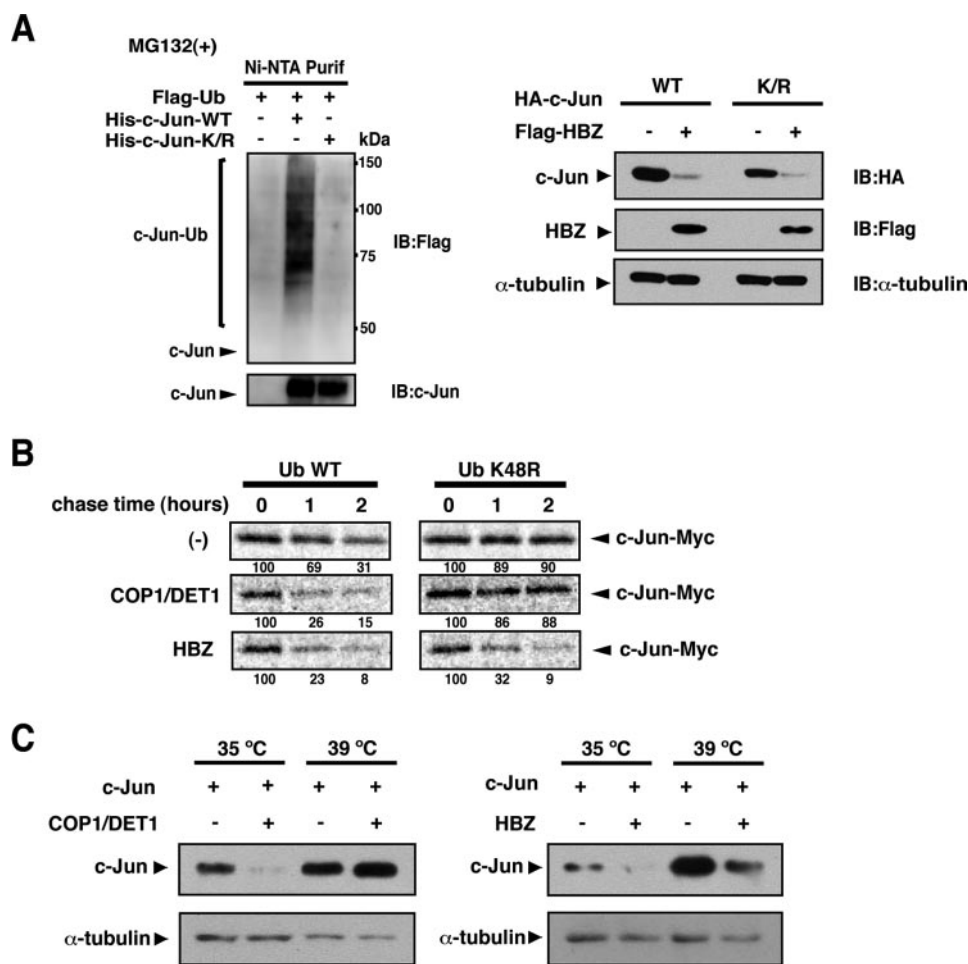 A
MG132(+)
Ni-NTA Purif
Flag-Ub + + +
His-c-Jun-WT - + -
His-c-Jun-K/R - - + kDa
150
100
c-Jun-Ub
IB:Flag
75
50
c-Jun
c-Jun IB:c-Jun
WT K/R
HA-c-Jun
Flag-HBZ - + - +
c-Jun IB:HA
HBZ IB:Flag
α-tubulin IB:α-tubulin
B
Ub WT Ub K48R
chase time (hours) 0 1 2 0 1 2
(-) c-Jun-Myc
100 69 31 100 89 90
COP1/DET1 c-Jun-Myc
100 26 15 100 86 88
HBZ c-Jun-Myc
100 23 8 100 32 9
C
35 ºC 39 ºC
c-Jun + + + +
COP1/DET1 - + - +
c-Jun
α-tubulin
35 ºC 39 ºC
c-Jun + + + +
HBZ - + - +
c-Jun
α-tubulin